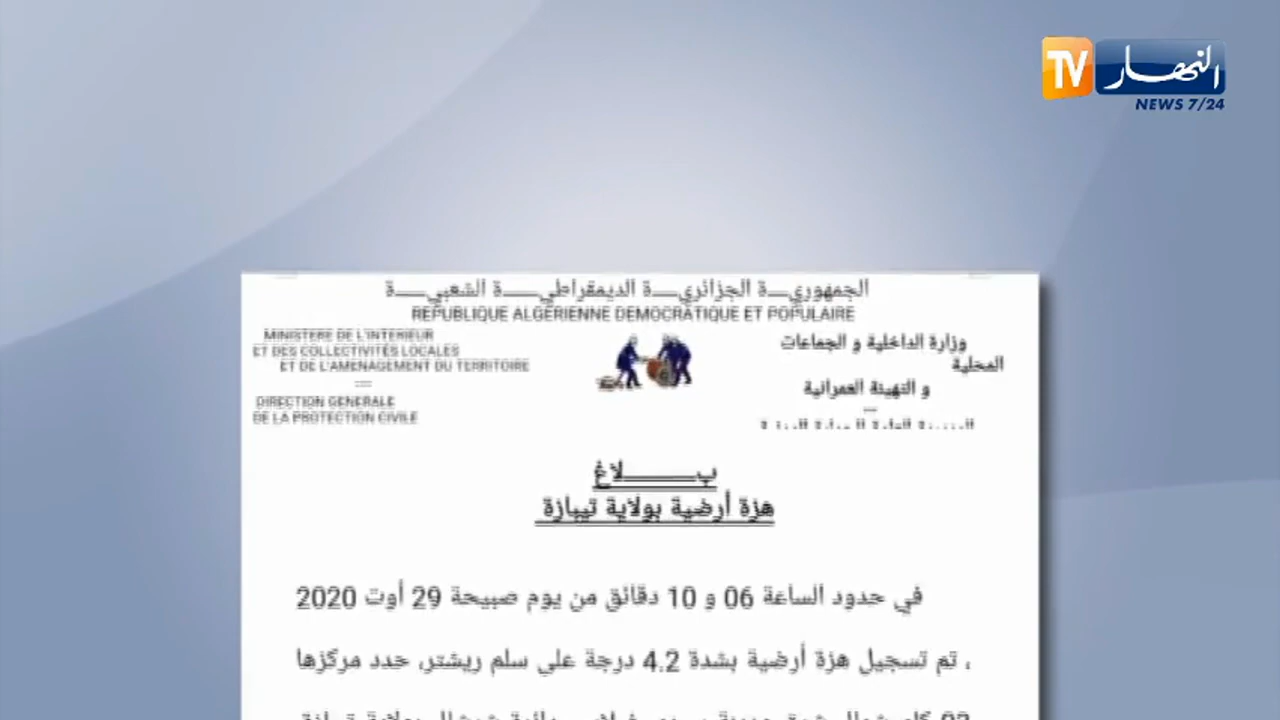 TV النهار
NEWS 7/24
الجمهوريـــة الجزائريـــة الديمقراطيـــة الشعبيـــة
REPUBLIQUE ALGERIENNE DEMOCRATIQUE ET POPULAIRE
MINISTERE DE L'INTERIEUR
ET DES COLLECTIVITÉS LOCALES
ET DE L'AMENAGEMENT DU TERRITOIRE
DIRECTION GENERALE
DE LA PROTECTION CIVILE
وزارة الداخلية و الجماعات
المحلية
و التهيئة العمرانية
بـــــــلاغ
هزة أرضية بولاية تيبازة
في حدود الساعة 06 و 10 دقائق من يوم صبيحة 29 أوت 2020
، تم تسجيل هزة أرضية بشدة 4.2 درجة على سلم ريشتر، حدد مركزها